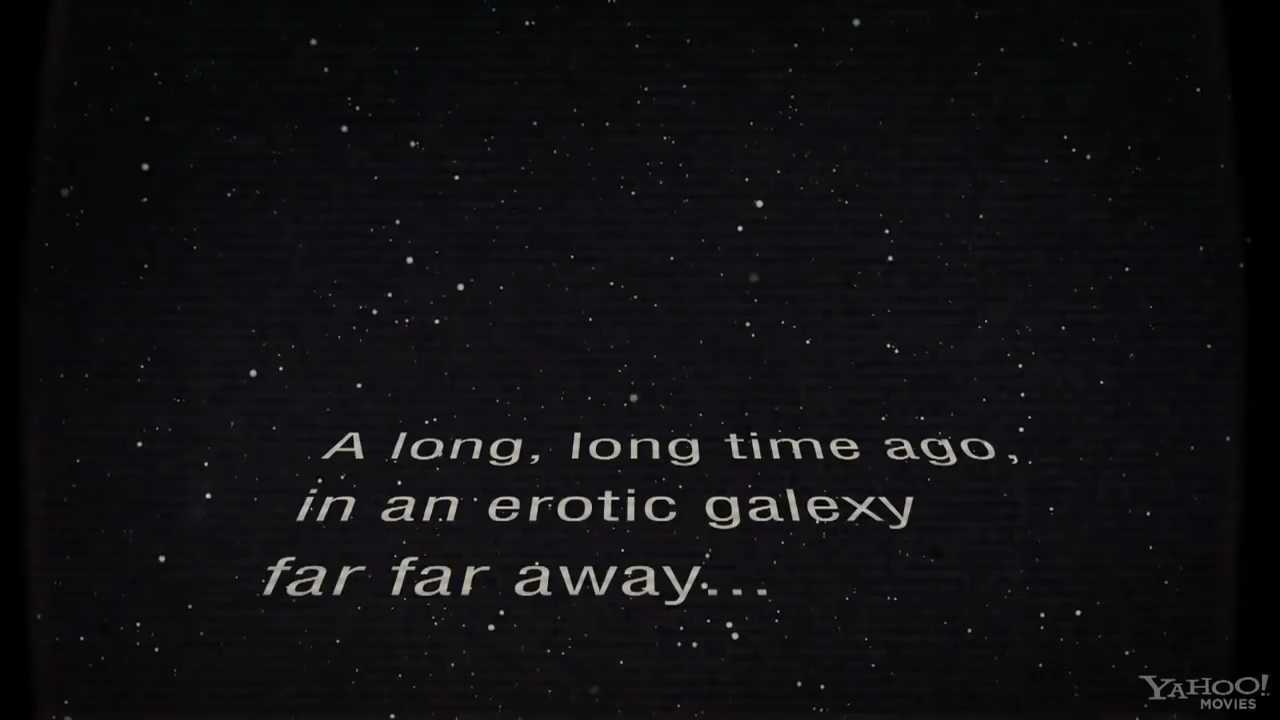 A long, long time ago,
in an erotic galexy
far far away...
YAHOO!
MOVIES